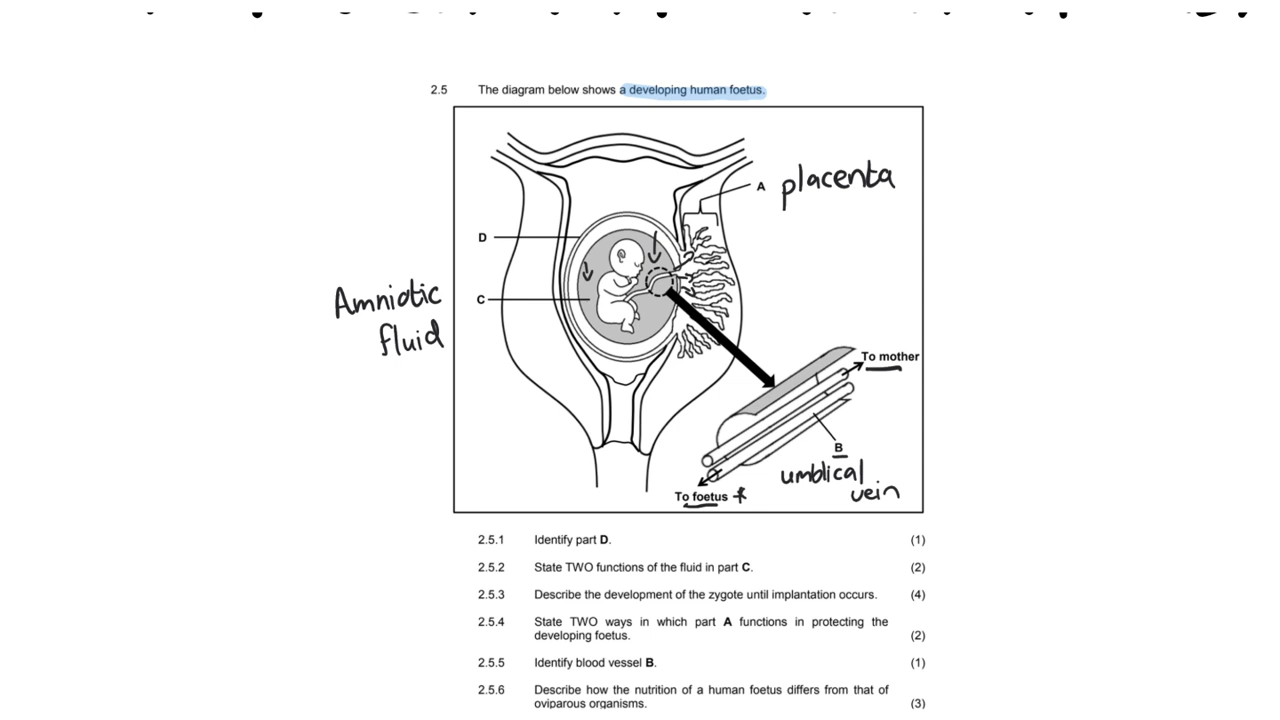 2.5 The diagram below shows a developing human foetus.
A placenta
D
Amniotic
fluid
C
To mother
B
umblical
vein
To foetus *
2.5.1 Identify part D. (1)
2.5.2 State TWO functions of the fluid in part C. (2)
2.5.3 Describe the development of the zygote until implantation occurs. (4)
2.5.4 State TWO ways in which part A functions in protecting the
developing foetus. (2)
2.5.5 Identify blood vessel B. (1)
2.5.6 Describe how the nutrition of a human foetus differs from that of
oviparous organisms. (3)